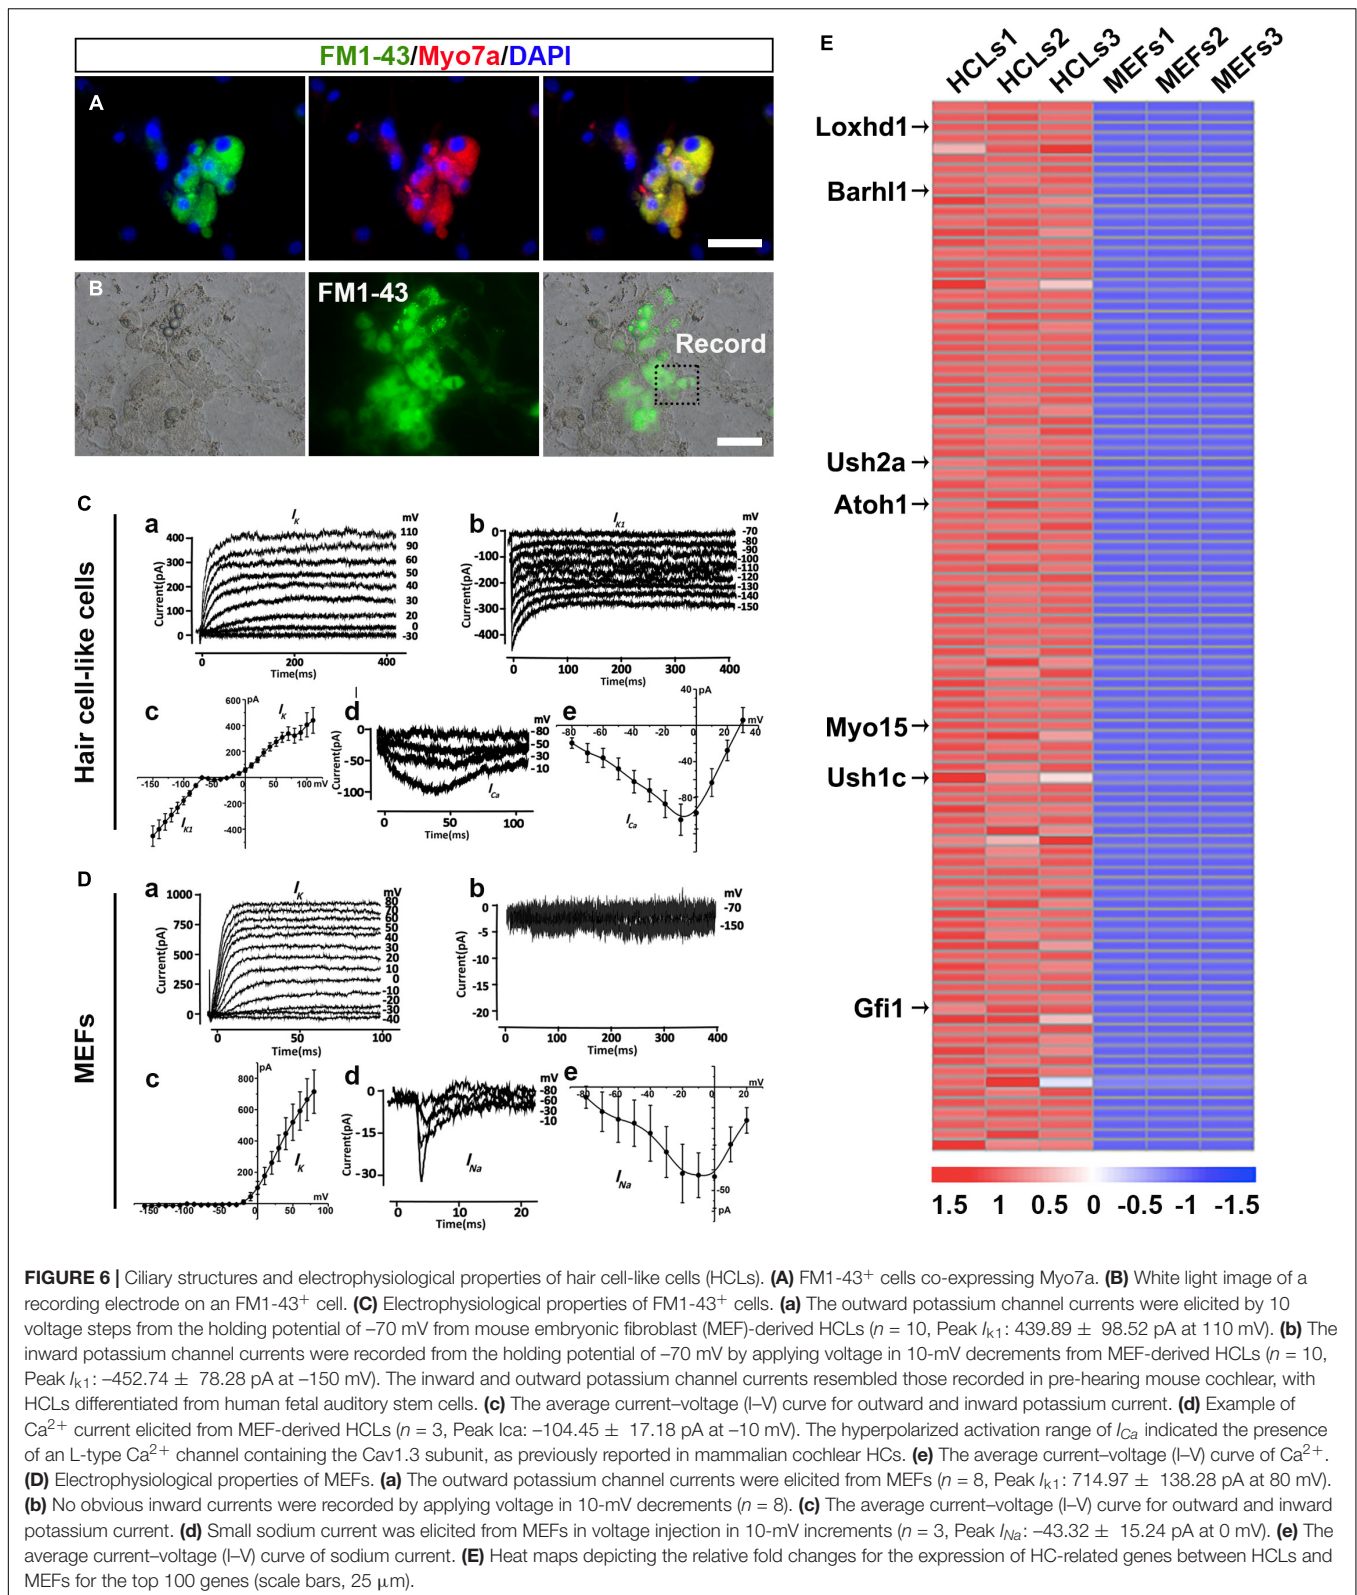 FM1-43/Myo7a/DAPI
A
B
FM1-43
Record
C
Hair cell-like cells
a
I_K
mV
110
90
60
50
40
30
20
0
-30
400
300
200
100
0
Current(pA)
0 200 400
Time(ms)
b
I_K1
mV
-70
-80
-90
-100
-110
-120
-130
-140
-150
0
-100
-200
-300
-400
Current(pA)
0 100 200 300 400
Time(ms)
c
pA
600
400
200
-200
-400
I_K
I_K1
-150 -100 -50 0 50 100 mV
d
0
-50
-100
Current(pA)
mV
-80
-50
-30
-10
I_Ca
0 50 100
Time(ms)
e
40
pA
-80 -60 -40 -20 20 40
mV
-40
-80
-120
I_Ca
D
MEFs
a
I_K
mV
80
70
60
50
40
30
20
10
0
-10
-20
-30
-40
1000
750
500
250
0
Current(pA)
0 50 100
Time(ms)
b
mV
-70
-150
0
-5
-10
-15
-20
Current(pA)
0 100 200 300 400
Time(ms)
c
pA
800
600
400
200
I_K
-150 -100 -50 0 50 100
mV
d
0
-15
-30
Current(pA)
mV
-80
-60
-30
-10
I_Na
0 10 20
Time(ms)
e
mV
-80 -60 -40 -20 0 20
-50
pA
I_Na
E
HCLs1 HCLs2 HCLs3 MEFs1 MEFs2 MEFs3
Loxhd1→
Barhl1→
Ush2a→
Atoh1→
Myo15→
Ush1c→
Gfi1→
1.5 1 0.5 0 -0.5 -1 -1.5
FIGURE 6 | Ciliary structures and electrophysiological properties of hair cell-like cells (HCLs). (A) FM1-43⁺ cells co-expressing Myo7a. (B) White light image of a
recording electrode on an FM1-43⁺ cell. (C) Electrophysiological properties of FM1-43⁺ cells. (a) The outward potassium channel currents were elicited by 10
voltage steps from the holding potential of –70 mV from mouse embryonic fibroblast (MEF)-derived HCLs (n = 10, Peak I_k1: 439.89 ± 98.52 pA at 110 mV). (b) The
inward potassium channel currents were recorded from the holding potential of –70 mV by applying voltage in 10-mV decrements from MEF-derived HCLs (n = 10,
Peak I_k1: –452.74 ± 78.28 pA at –150 mV). The inward and outward potassium channel currents resembled those recorded in pre-hearing mouse cochlear, with
HCLs differentiated from human fetal auditory stem cells. (c) The average current–voltage (I–V) curve for outward and inward potassium current. (d) Example of
Ca²⁺ current elicited from MEF-derived HCLs (n = 3, Peak Ica: –104.45 ± 17.18 pA at –10 mV). The hyperpolarized activation range of I_Ca indicated the presence
of an L-type Ca²⁺ channel containing the Cav1.3 subunit, as previously reported in mammalian cochlear HCs. (e) The average current–voltage (I–V) curve of Ca²⁺.
(D) Electrophysiological properties of MEFs. (a) The outward potassium channel currents were elicited from MEFs (n = 8, Peak I_k1: 714.97 ± 138.28 pA at 80 mV).
(b) No obvious inward currents were recorded by applying voltage in 10-mV decrements (n = 8). (c) The average current–voltage (I–V) curve for outward and inward
potassium current. (d) Small sodium current was elicited from MEFs in voltage injection in 10-mV increments (n = 3, Peak I_Na: –43.32 ± 15.24 pA at 0 mV). (e) The
average current–voltage (I–V) curve of sodium current. (E) Heat maps depicting the relative fold changes for the expression of HC-related genes between HCLs and
MEFs for the top 100 genes (scale bars, 25 μm).